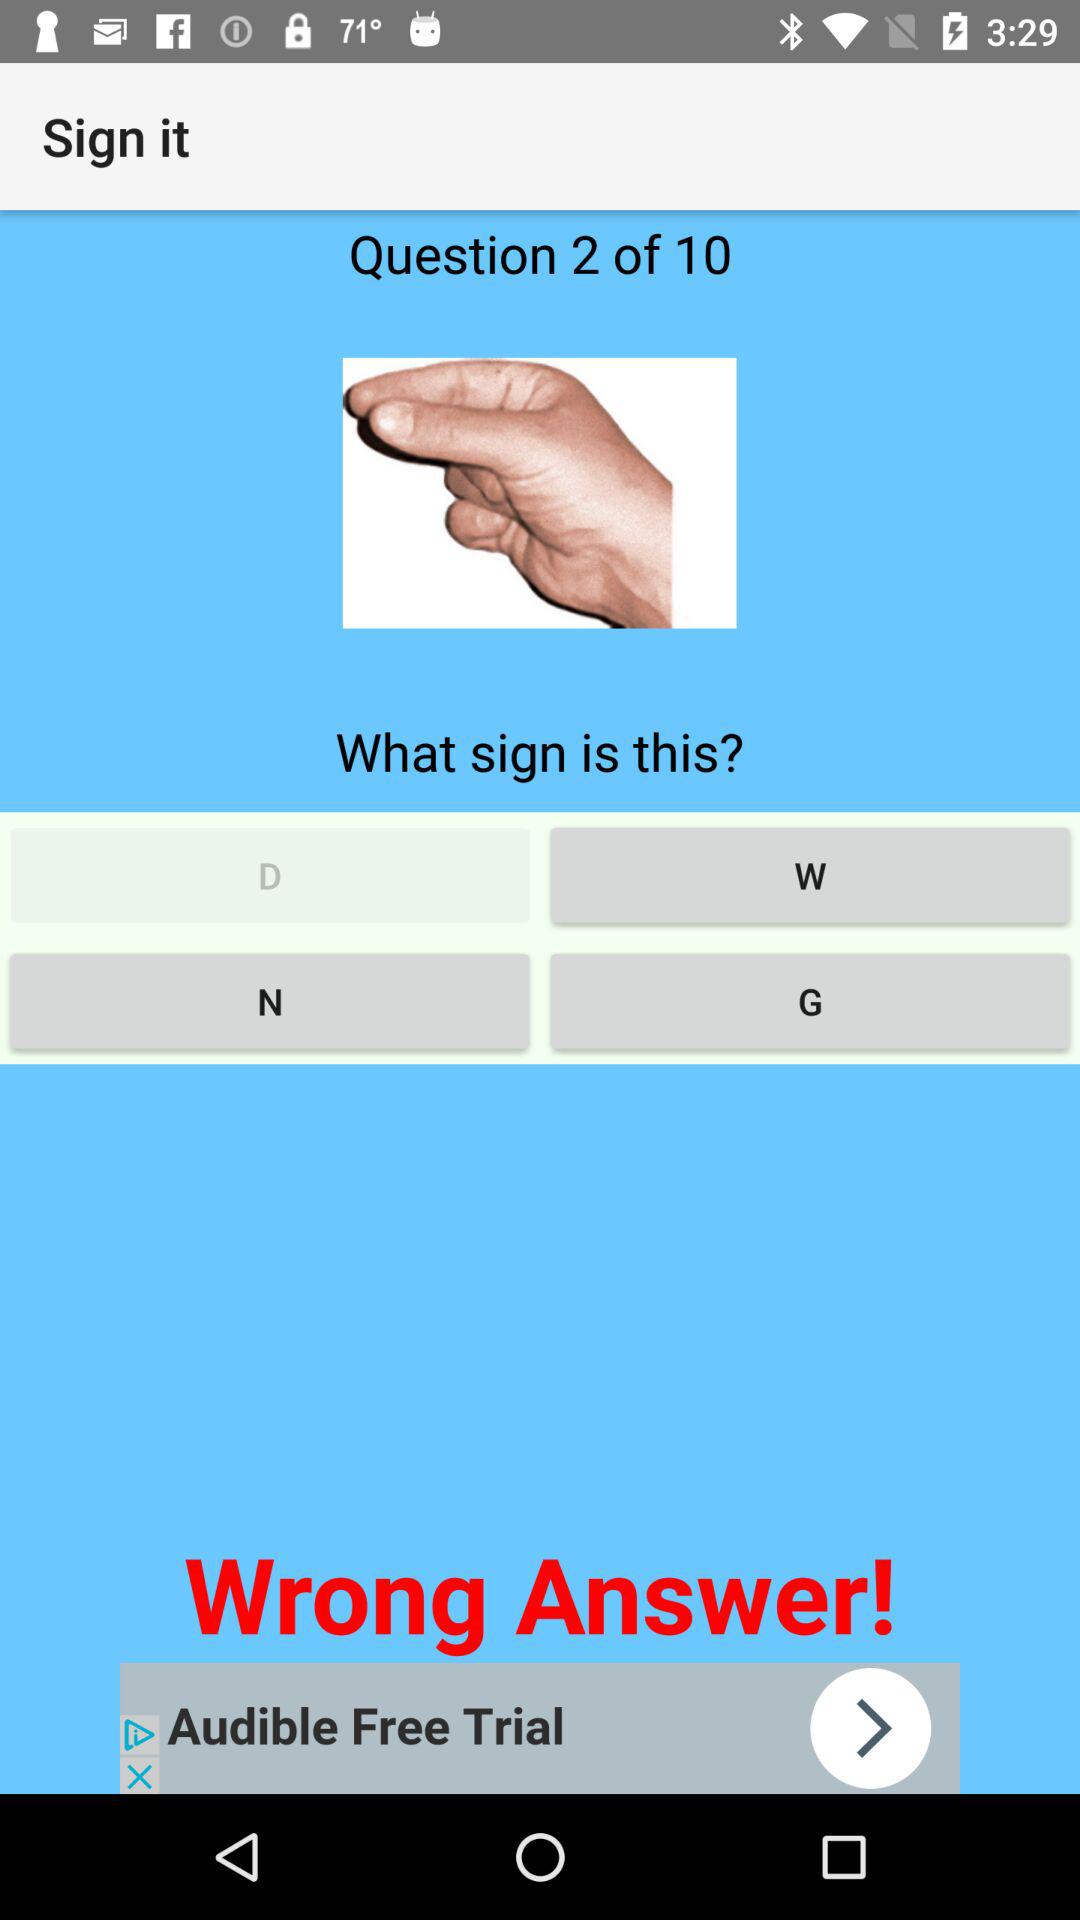 71° 3:29
Sign it
Question 2 of 10
What sign is this?
D W
N G
Wrong Answer!
Audible Free Trial